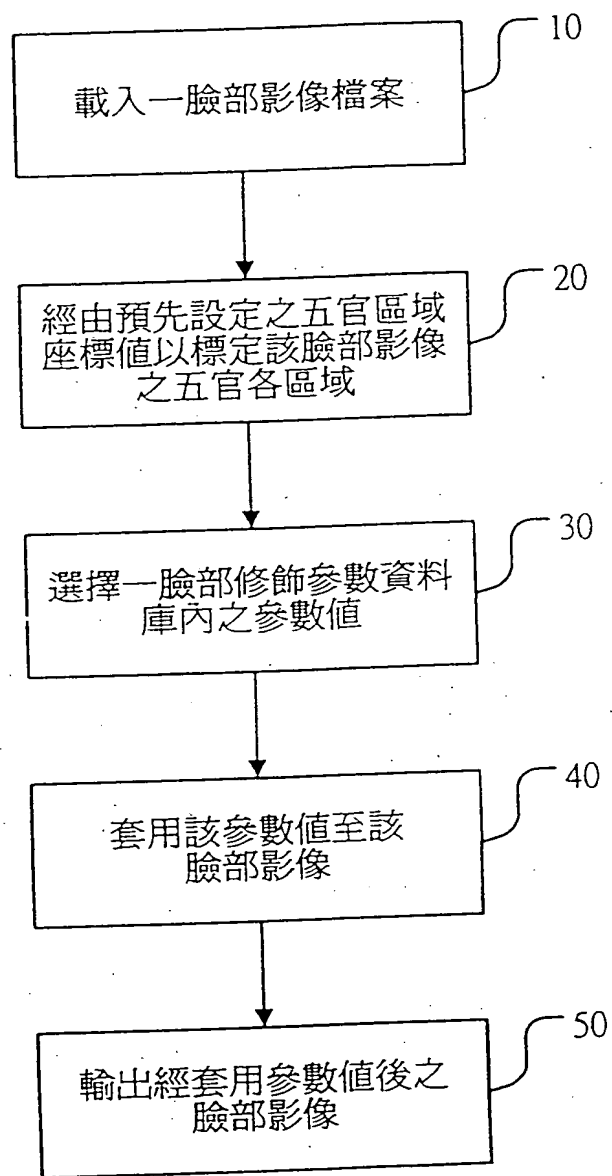 10
載入一臉部影像檔案
20
經由預先設定之五官區域
座標值以標定該臉部影像
之五官各區域
30
選擇一臉部修飾參數資料
庫內之參數值
40
套用該參數值至該
臉部影像
50
輸出經套用參數值後之
臉部影像